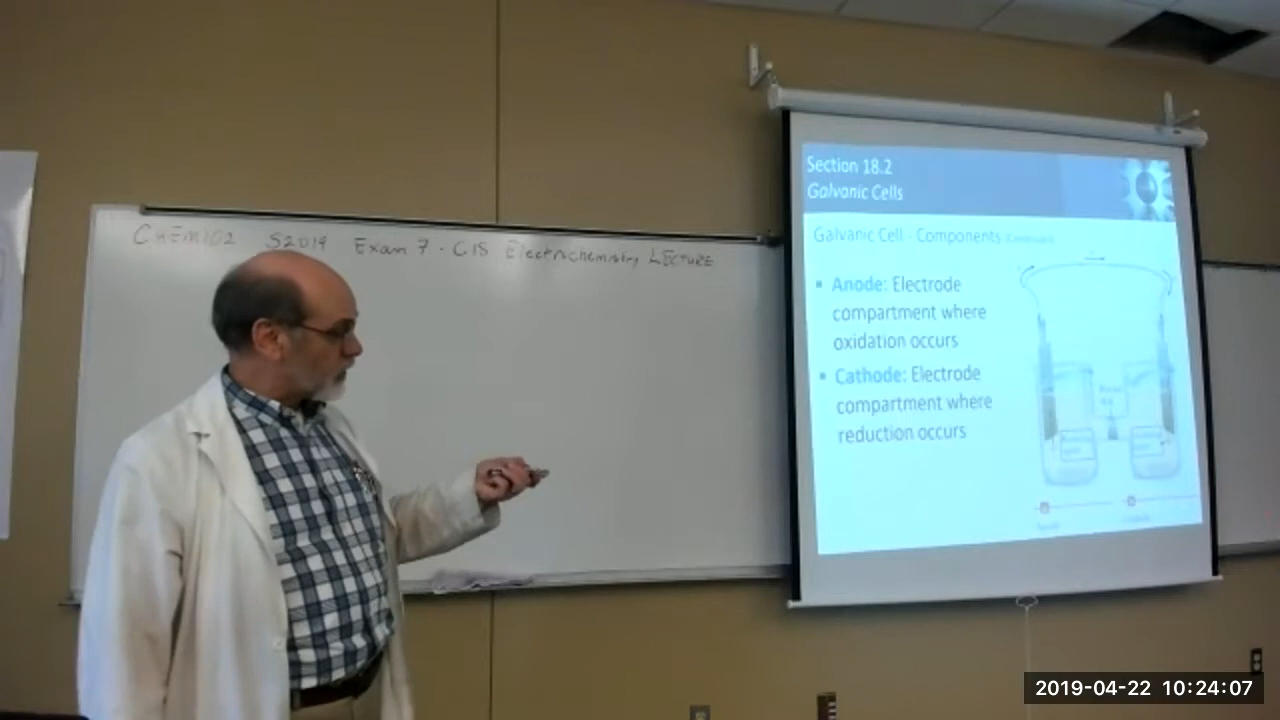 CHEM102 S2019 Exam 7 - C18 Electrochemistry LECTURE
Section 18.2
Galvanic Cells
Galvanic Cell - Components (Continued)
▪ Anode: Electrode
compartment where
oxidation occurs
▪ Cathode: Electrode
compartment where
reduction occurs
2019-04-22 10:24:07